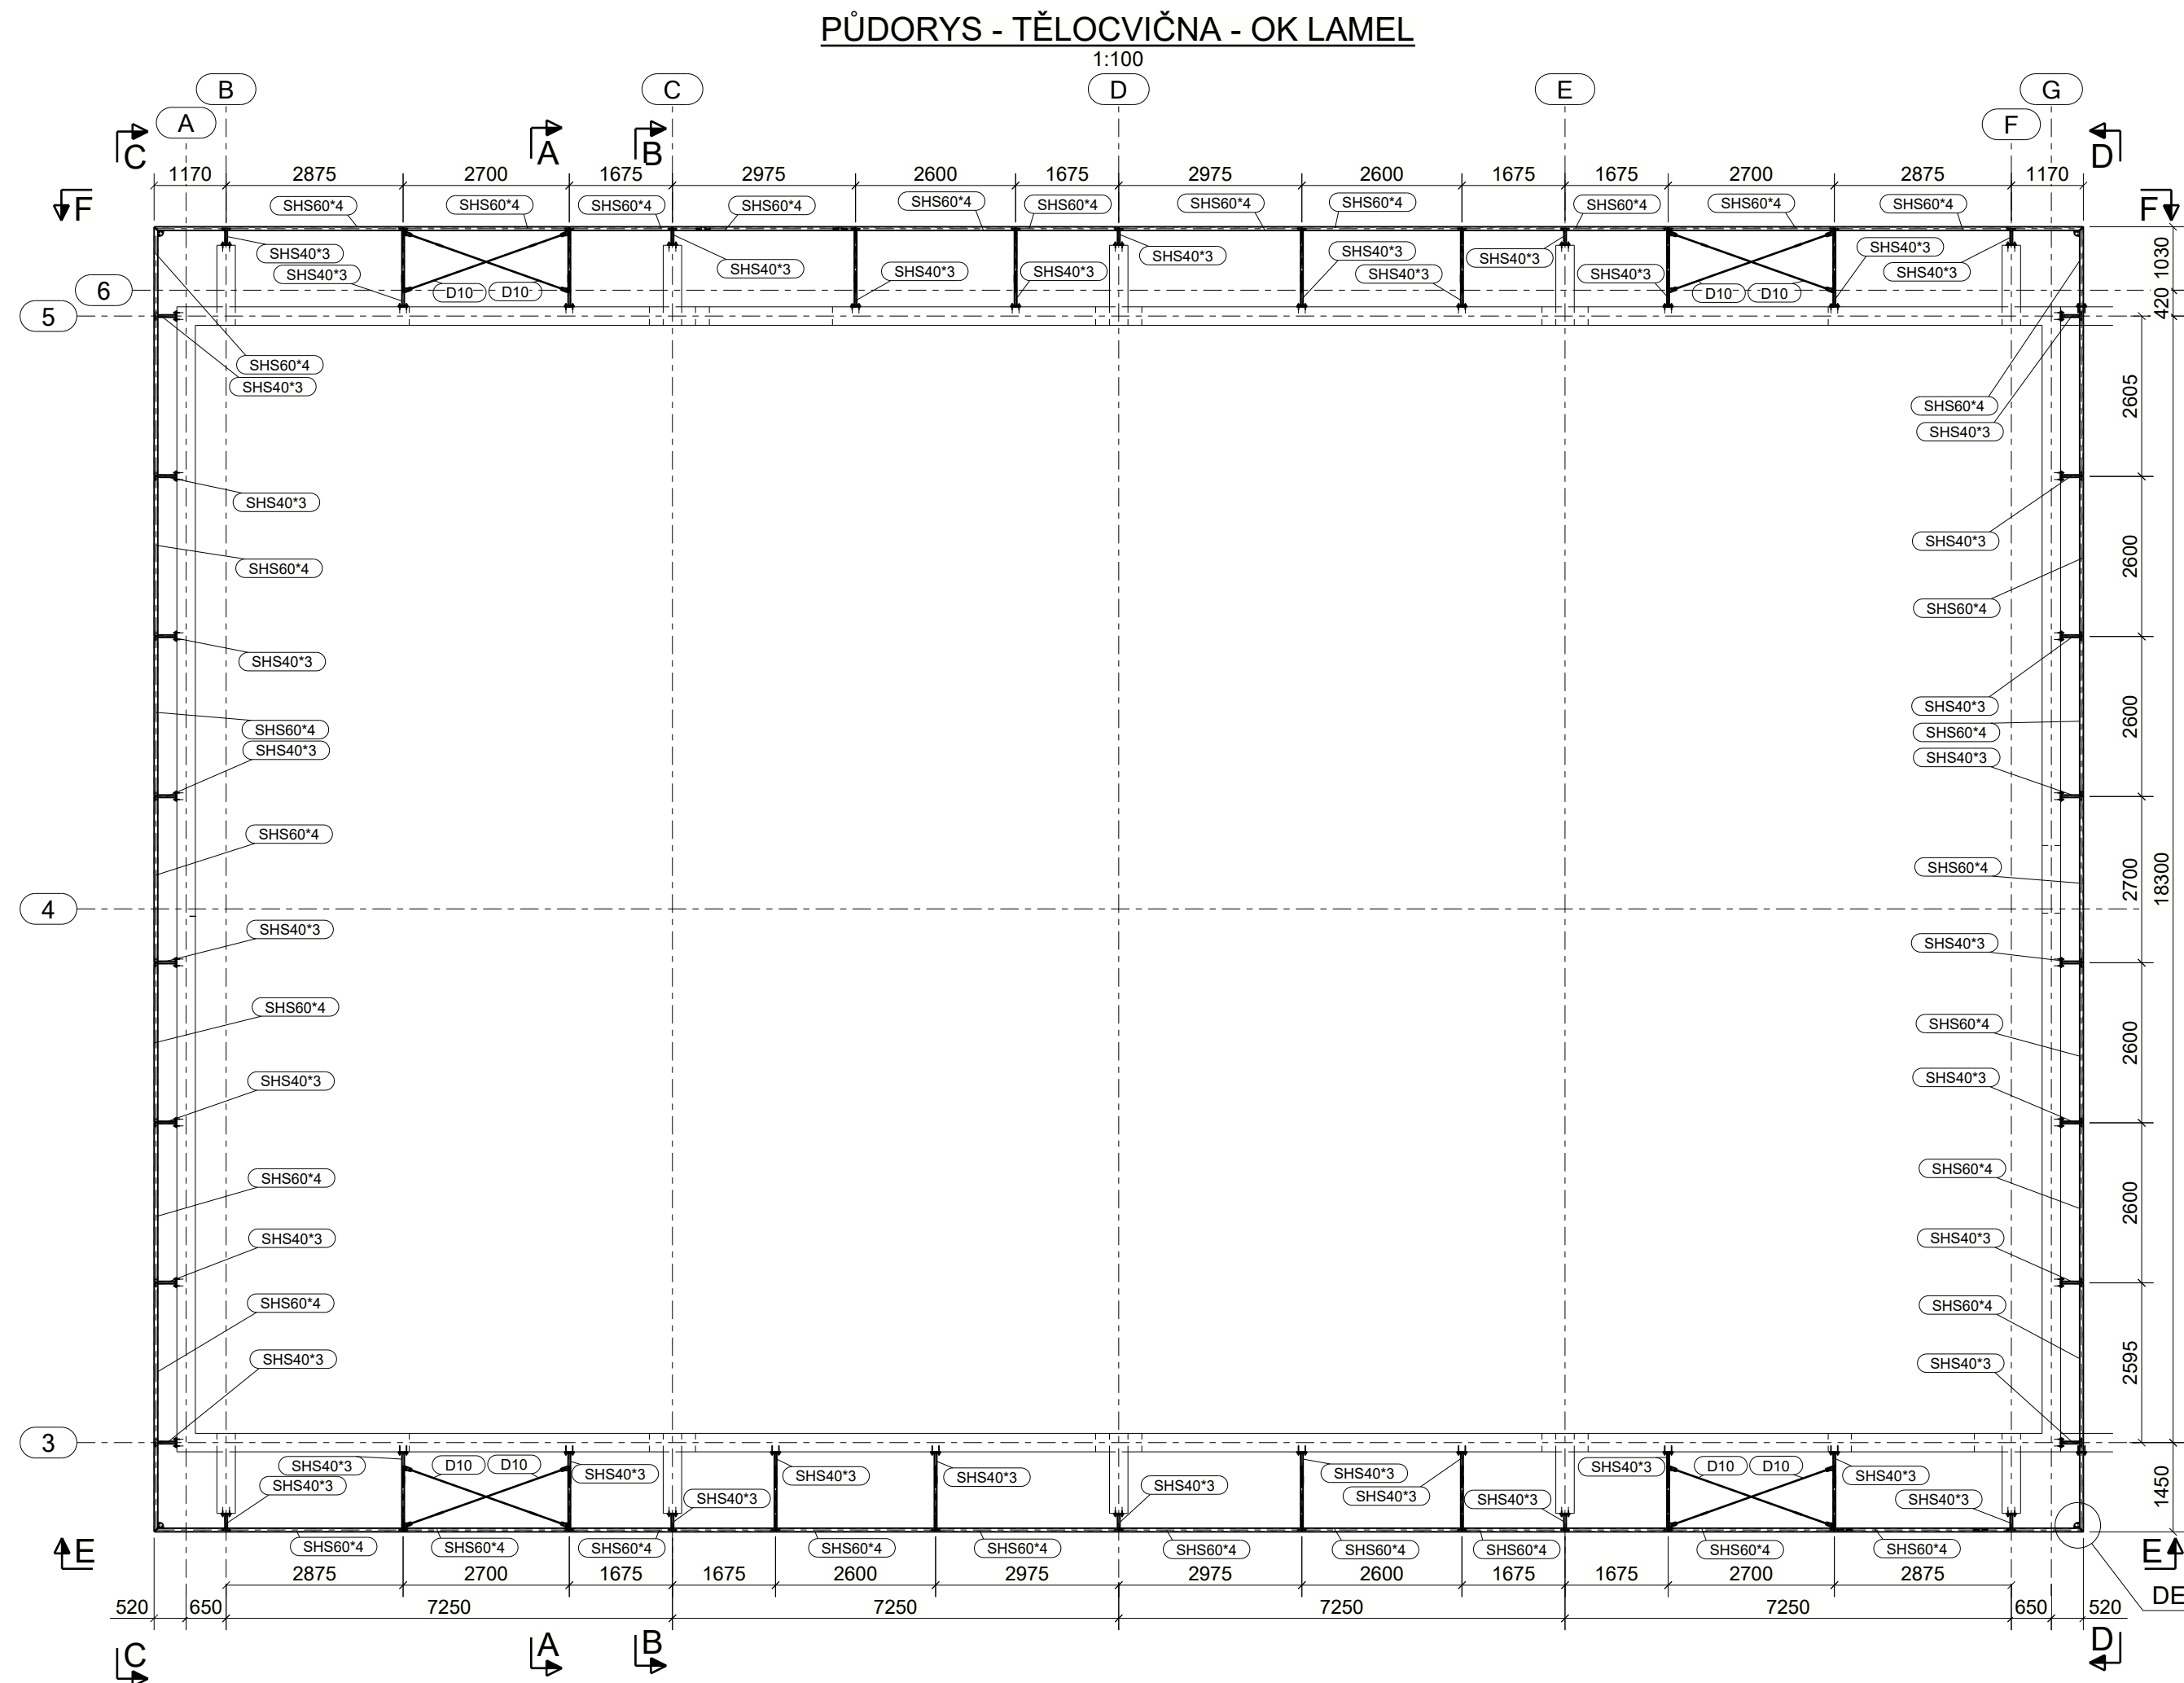 PŮDORYS - TĚLOCVIČNA - OK LAMEL
1:100
B C D E G
A F
C A B D
1170 2875 2700 1675 2975 2600 1675 2975 2600 1675 1675 2700 2875 1170
F SHS60*4 SHS60*4 SHS60*4 SHS60*4 SHS60*4 SHS60*4 SHS60*4 SHS60*4 SHS60*4 SHS60*4 SHS60*4 F
SHS40*3 SHS40*3 SHS40*3 SHS40*3 SHS40*3 SHS40*3
SHS40*3 SHS40*3 SHS40*3 SHS40*3 SHS40*3 SHS40*3
1030
6 D10 D10 D10 D10
420
5
SHS60*4
SHS40*3
SHS60*4
SHS40*3
2605
SHS40*3
SHS40*3
SHS60*4
2600
SHS60*4
SHS40*3
SHS40*3
SHS60*4 SHS60*4
SHS40*3 SHS40*3
2600
SHS60*4
SHS60*4
2700
18300
4
SHS40*3
SHS40*3
SHS60*4
SHS60*4
2600
SHS40*3 SHS40*3
SHS60*4 SHS60*4
2600
SHS40*3 SHS40*3
SHS60*4 SHS60*4
SHS40*3 SHS40*3
2595
3
SHS40*3 D10 D10 SHS40*3 SHS40*3 SHS40*3 SHS40*3 SHS40*3 D10 D10 SHS40*3
SHS40*3 SHS40*3 SHS40*3 SHS40*3 SHS40*3 SHS40*3
1450
E SHS60*4 SHS60*4 SHS60*4 SHS60*4 SHS60*4 SHS60*4 SHS60*4 SHS60*4 SHS60*4 SHS60*4 E
2875 2700 1675 1675 2600 2975 2975 2600 1675 1675 2700 2875
DE
520 650 7250 7250 7250 7250 650 520
C A B D